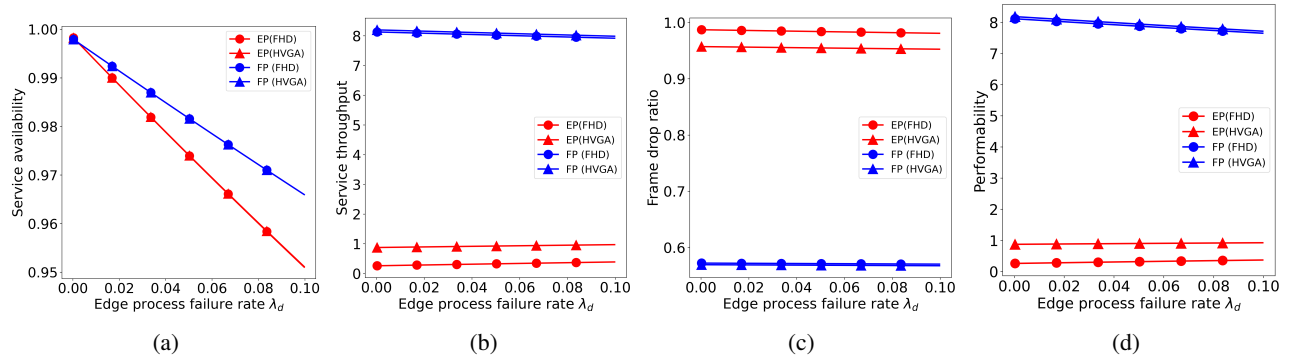 1.00
0.99
0.98
0.97
0.96
0.95
Service availability
EP(FHD)
EP(HVGA)
FP (FHD)
FP (HVGA)
0.00 0.02 0.04 0.06 0.08 0.10
Edge process failure rate λd
(a)
8
7
6
5
4
3
2
1
0
Service throughput
EP(FHD)
EP(HVGA)
FP (FHD)
FP (HVGA)
0.00 0.02 0.04 0.06 0.08 0.10
Edge process failure rate λd
(b)
1.0
0.9
0.8
0.7
0.6
Frame drop ratio
EP(FHD)
EP(HVGA)
FP (FHD)
FP (HVGA)
0.00 0.02 0.04 0.06 0.08 0.10
Edge process failure rate λd
(c)
8
7
6
5
4
3
2
1
0
Performability
EP(FHD)
EP(HVGA)
FP (FHD)
FP (HVGA)
0.00 0.02 0.04 0.06 0.08 0.10
Edge process failure rate λd
(d)